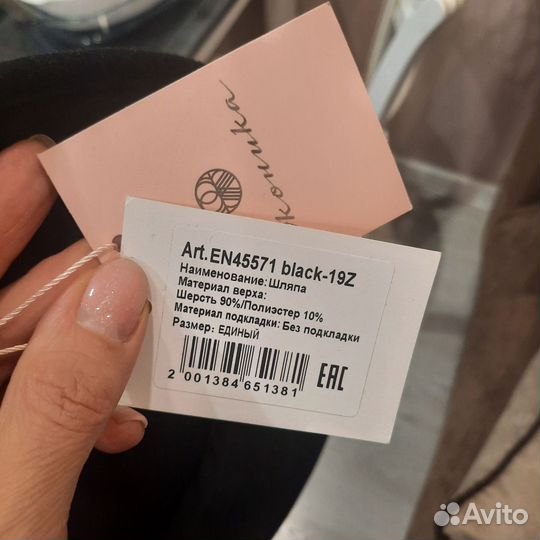 кошка
Art.EN45571 black-19Z
Наименование: Шляпа
Материал верха:
Шерсть 90%/Полиэстер 10%
Материал подкладки: Без подкладки
Размер: ЕДИНЫЙ
2 001384 651381
EAC
Avito